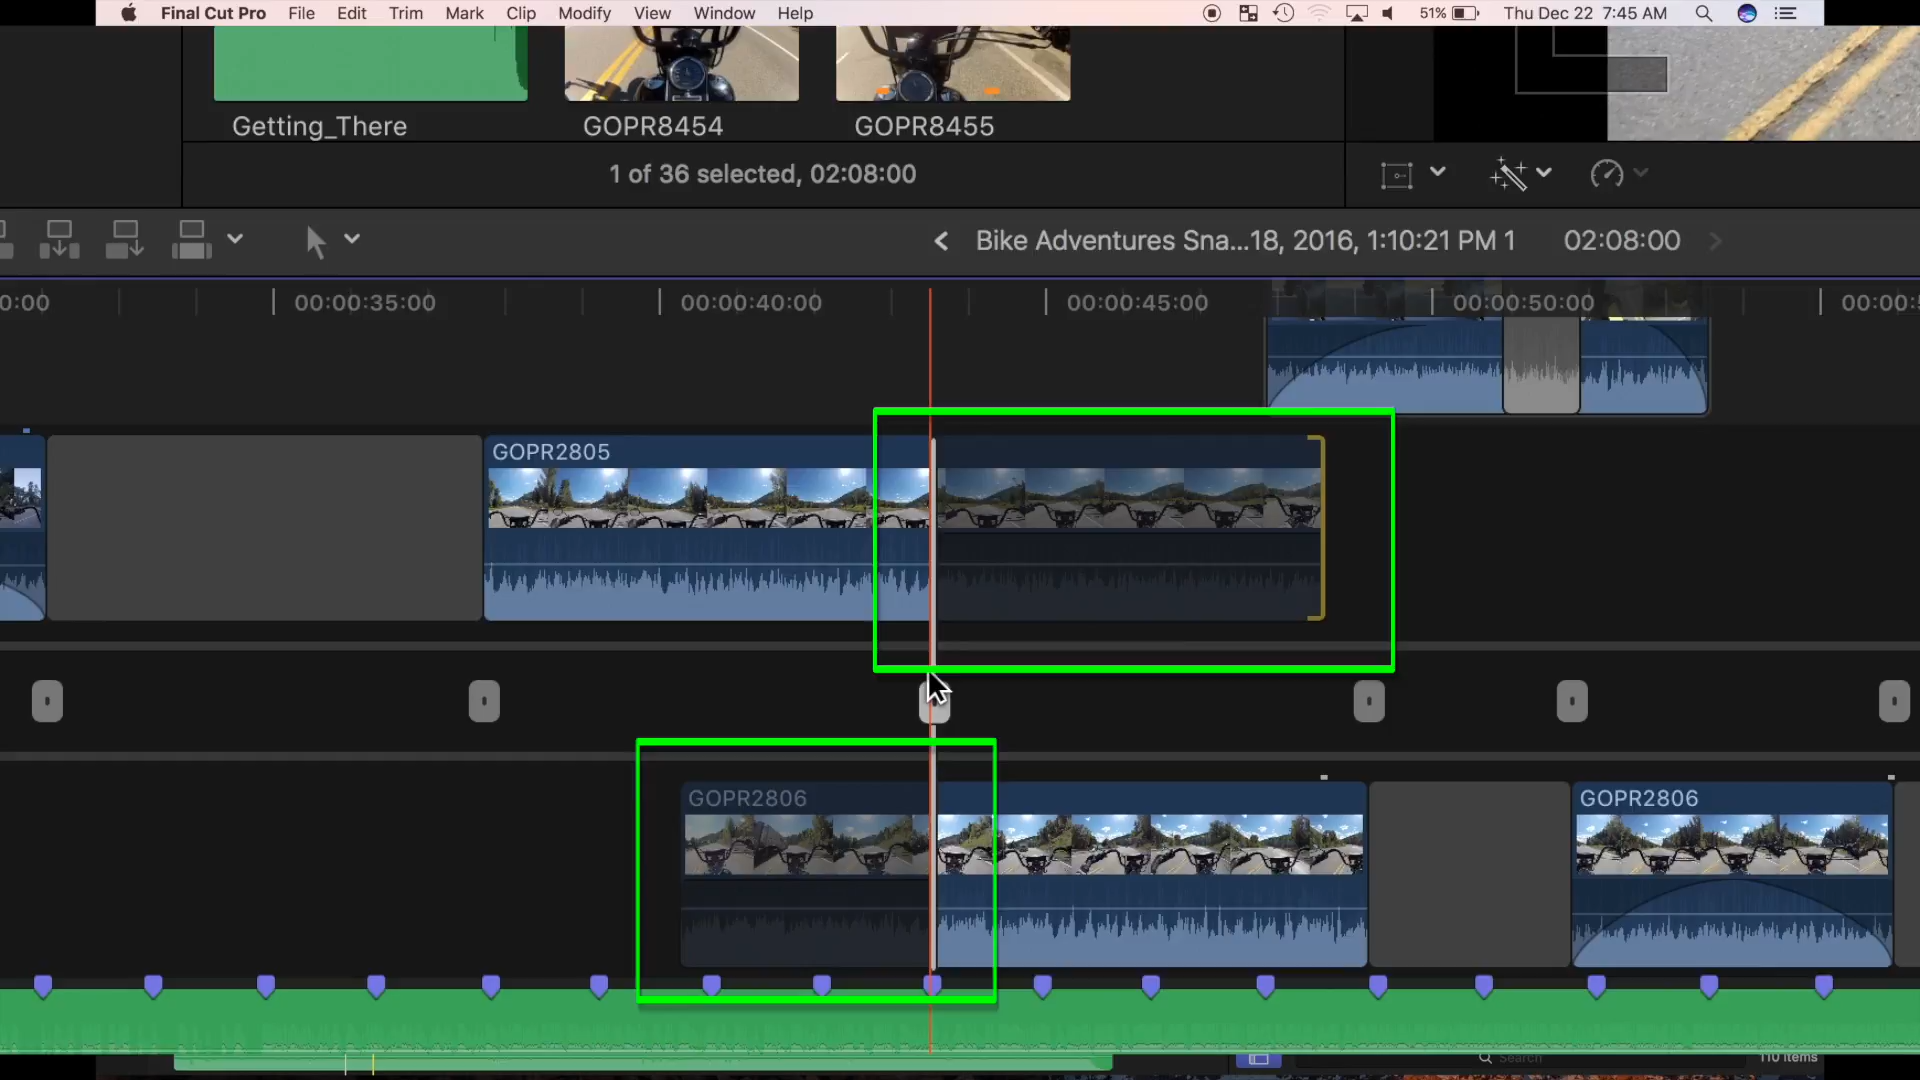 Final Cut Pro File Edit Trim Mark Clip Modify View Window Help 51% Thu Dec 22 7:45 AM
Getting_There GOPR8454 GOPR8455
1 of 36 selected, 02:08:00
Bike Adventures Sna...18, 2016, 1:10:21 PM 1 02:08:00
0:00 00:00:35:00 00:00:40:00 00:00:45:00 00:00:50:00
GOPR2805
GOPR2806 GOPR2806
Search 110 items